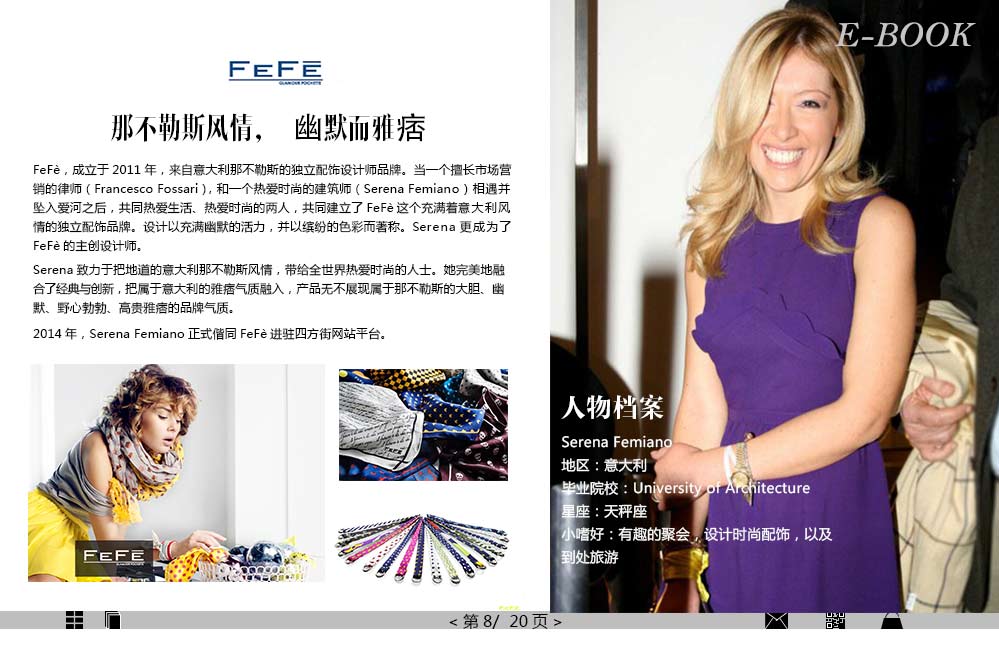 FEFĒ
GLAMOUR POCHETTE
那不勒斯风情， 幽默而雅痞
FeFè，成立于 2011 年，来自意大利那不勒斯的独立配饰设计师品牌。当一个擅长市场营
销的律师（Francesco Fossari），和一个热爱时尚的建筑师（Serena Femiano）相遇并
坠入爱河之后，共同热爱生活、热爱时尚的两人，共同建立了 FeFè 这个充满着意大利风
情的独立配饰品牌。设计以充满幽默的活力，并以缤纷的色彩而著称。Serena 更成为了
FeFè 的主创设计师。
Serena 致力于把地道的意大利那不勒斯风情，带给全世界热爱时尚的人士。她完美地融
合了经典与创新，把属于意大利的雅痞气质融入，产品无不展现属于那不勒斯的大胆、幽
默、野心勃勃、高贵雅痞的品牌气质。
2014 年，Serena Femiano 正式偕同 FeFè 进驻四方街网站平台。
FEFĒ
E-BOOK
人物档案
Serena Femiano
地区：意大利
毕业院校：University of Architecture
星座：天秤座
小嗜好：有趣的聚会，设计时尚配饰，以及
到处旅游
< 第 8/ 20 页 >